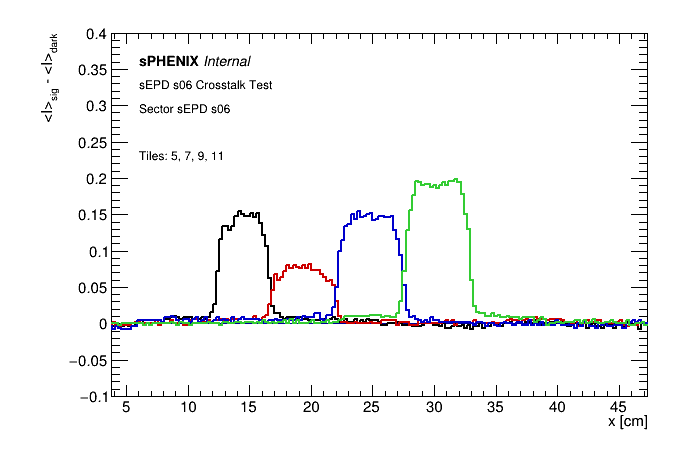 <I>sig - <I>dark
0.4
0.35
0.3
0.25
0.2
0.15
0.1
0.05
0
−0.05
−0.1
sPHENIX Internal
sEPD s06 Crosstalk Test
Sector sEPD s06
Tiles: 5, 7, 9, 11
5 10 15 20 25 30 35 40 45
x [cm]